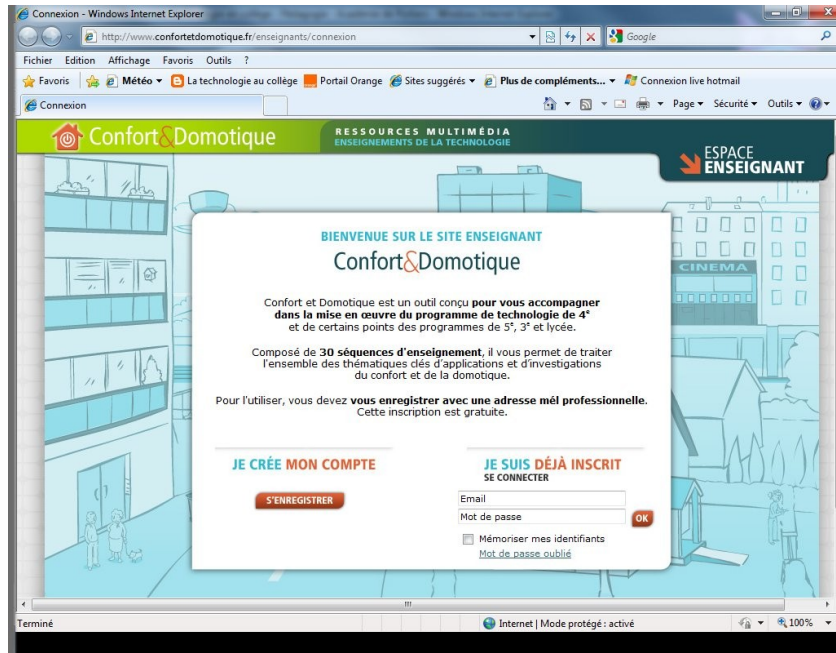 Connexion - Windows Internet Explorer
http://www.confortetdomotique.fr/enseignants/connexion
Google
Fichier Edition Affichage Favoris Outils ?
Favoris Météo La technologie au collège Portail Orange Sites suggérés Plus de compléments... Connexion live hotmail
Connexion
Page Sécurité Outils
Confort&Domotique
RESSOURCES MULTIMÉDIA
ENSEIGNEMENTS DE LA TECHNOLOGIE
ESPACE
ENSEIGNANT
CINEMA
BIENVENUE SUR LE SITE ENSEIGNANT
Confort&Domotique
Confort et Domotique est un outil conçu pour vous accompagner
dans la mise en œuvre du programme de technologie de 4e
et de certains points des programmes de 5e, 3e et lycée.
Composé de 30 séquences d'enseignement, il vous permet de traiter
l'ensemble des thématiques clés d'applications et d'investigations
du confort et de la domotique.
Pour l'utiliser, vous devez vous enregistrer avec une adresse mél professionnelle.
Cette inscription est gratuite.
JE CRÉE MON COMPTE
S'ENREGISTRER
JE SUIS DÉJÀ INSCRIT
SE CONNECTER
Email
Mot de passe
OK
Mémoriser mes identifiants
Mot de passe oublié
Terminé
Internet | Mode protégé : activé
100%